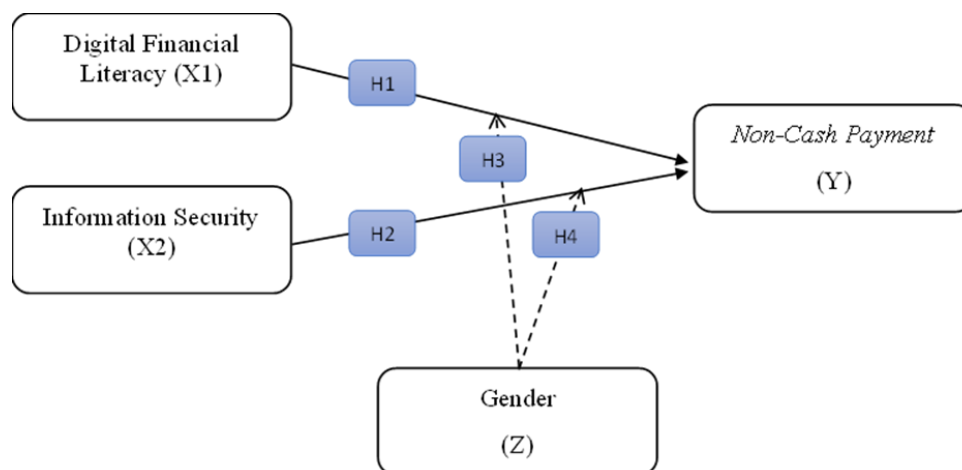 Digital Financial
Literacy (X1)
H1
Non-Cash Payment
(Y)
H3
Information Security
(X2)
H2
H4
Gender
(Z)